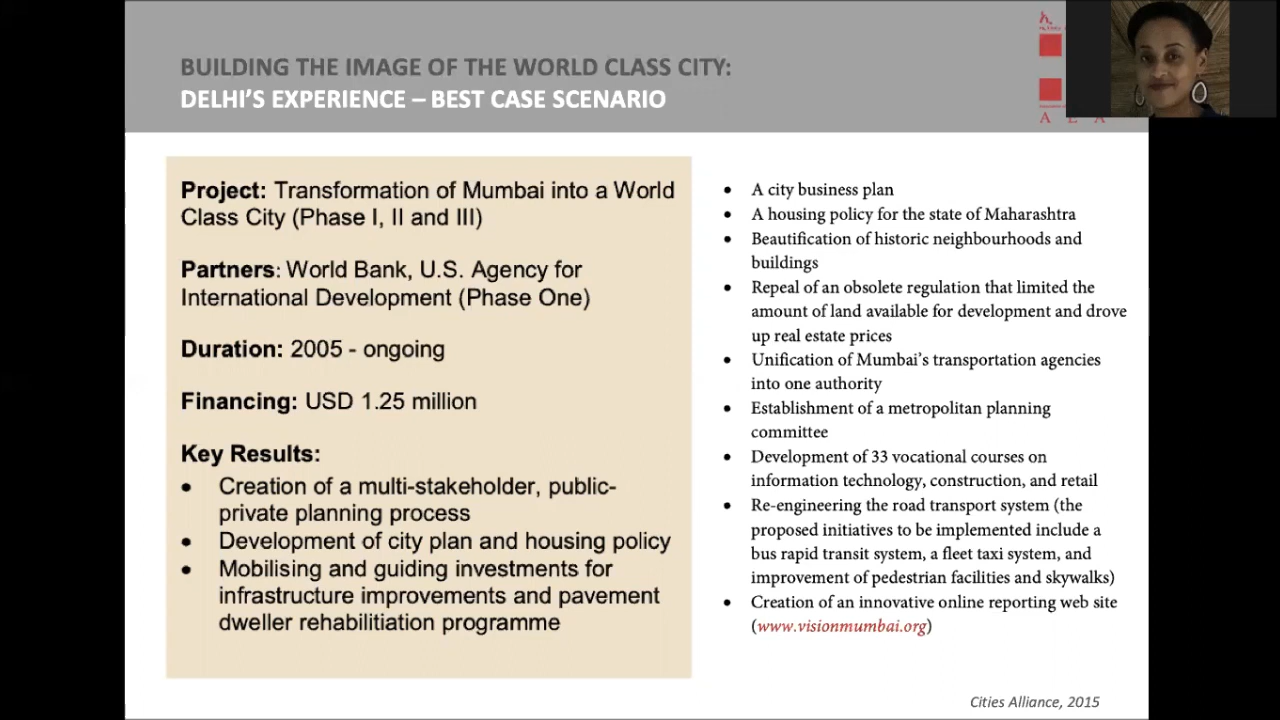 BUILDING THE IMAGE OF THE WORLD CLASS CITY:
DELHI'S EXPERIENCE – BEST CASE SCENARIO
A E A
Project: Transformation of Mumbai into a World
Class City (Phase I, II and III)
Partners: World Bank, U.S. Agency for
International Development (Phase One)
Duration: 2005 - ongoing
Financing: USD 1.25 million
Key Results:
• Creation of a multi-stakeholder, public-
private planning process
• Development of city plan and housing policy
• Mobilising and guiding investments for
infrastructure improvements and pavement
dweller rehabilitiation programme
• A city business plan
• A housing policy for the state of Maharashtra
• Beautification of historic neighbourhoods and
buildings
• Repeal of an obsolete regulation that limited the
amount of land available for development and drove
up real estate prices
• Unification of Mumbai's transportation agencies
into one authority
• Establishment of a metropolitan planning
committee
• Development of 33 vocational courses on
information technology, construction, and retail
• Re-engineering the road transport system (the
proposed initiatives to be implemented include a
bus rapid transit system, a fleet taxi system, and
improvement of pedestrian facilities and skywalks)
• Creation of an innovative online reporting web site
(www.visionmumbai.org)
Cities Alliance, 2015